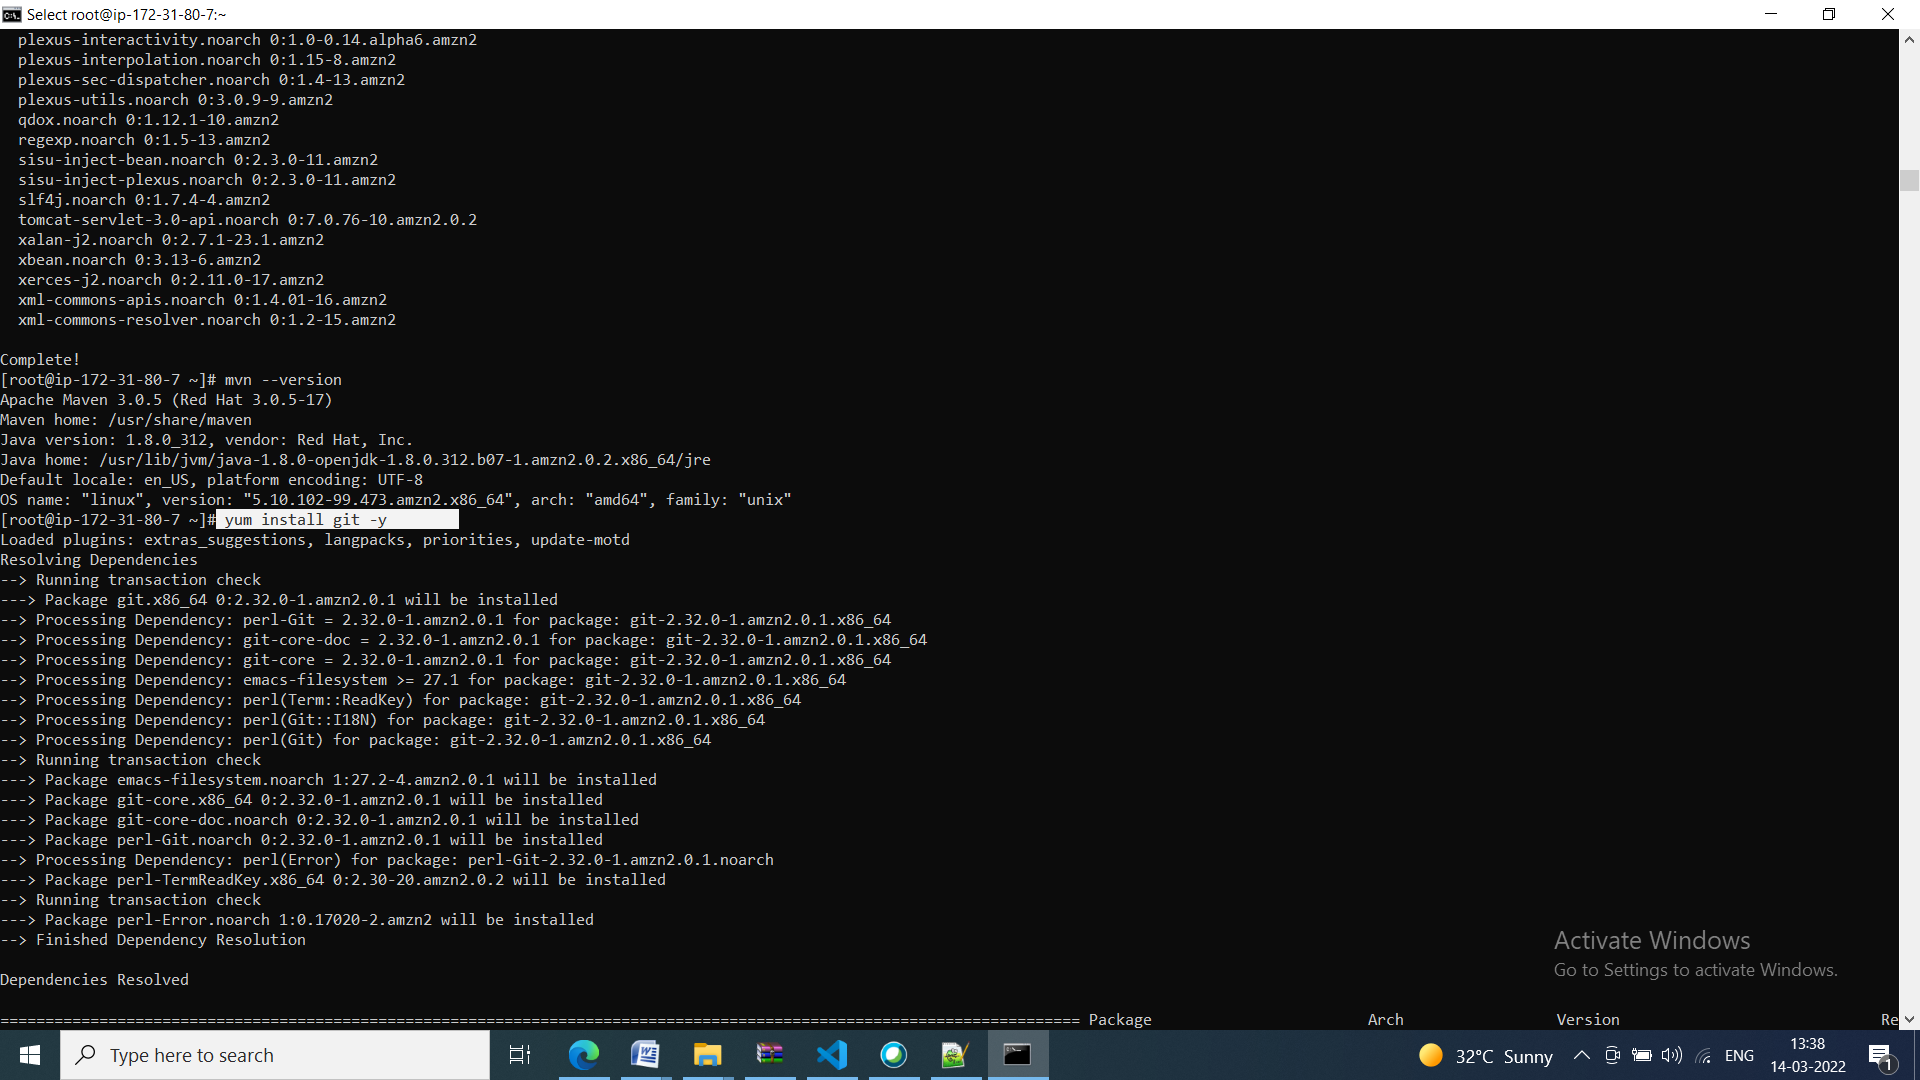 Select root@ip-172-31-80-7:~
  plexus-interactivity.noarch 0:1.0-0.14.alpha6.amzn2
  plexus-interpolation.noarch 0:1.15-8.amzn2
  plexus-sec-dispatcher.noarch 0:1.4-13.amzn2
  plexus-utils.noarch 0:3.0.9-9.amzn2
  qdox.noarch 0:1.12.1-10.amzn2
  regexp.noarch 0:1.5-13.amzn2
  sisu-inject-bean.noarch 0:2.3.0-11.amzn2
  sisu-inject-plexus.noarch 0:2.3.0-11.amzn2
  slf4j.noarch 0:1.7.4-4.amzn2
  tomcat-servlet-3.0-api.noarch 0:7.0.76-10.amzn2.0.2
  xalan-j2.noarch 0:2.7.1-23.1.amzn2
  xbean.noarch 0:3.13-6.amzn2
  xerces-j2.noarch 0:2.11.0-17.amzn2
  xml-commons-apis.noarch 0:1.4.01-16.amzn2
  xml-commons-resolver.noarch 0:1.2-15.amzn2
Complete!
[root@ip-172-31-80-7 ~]# mvn --version
Apache Maven 3.0.5 (Red Hat 3.0.5-17)
Maven home: /usr/share/maven
Java version: 1.8.0_312, vendor: Red Hat, Inc.
Java home: /usr/lib/jvm/java-1.8.0-openjdk-1.8.0.312.b07-1.amzn2.0.2.x86_64/jre
Default locale: en_US, platform encoding: UTF-8
OS name: "linux", version: "5.10.102-99.473.amzn2.x86_64", arch: "amd64", family: "unix"
[root@ip-172-31-80-7 ~]# yum install git -y
Loaded plugins: extras_suggestions, langpacks, priorities, update-motd
Resolving Dependencies
--> Running transaction check
---> Package git.x86_64 0:2.32.0-1.amzn2.0.1 will be installed
--> Processing Dependency: perl-Git = 2.32.0-1.amzn2.0.1 for package: git-2.32.0-1.amzn2.0.1.x86_64
--> Processing Dependency: git-core-doc = 2.32.0-1.amzn2.0.1 for package: git-2.32.0-1.amzn2.0.1.x86_64
--> Processing Dependency: git-core = 2.32.0-1.amzn2.0.1 for package: git-2.32.0-1.amzn2.0.1.x86_64
--> Processing Dependency: emacs-filesystem >= 27.1 for package: git-2.32.0-1.amzn2.0.1.x86_64
--> Processing Dependency: perl(Term::ReadKey) for package: git-2.32.0-1.amzn2.0.1.x86_64
--> Processing Dependency: perl(Git::I18N) for package: git-2.32.0-1.amzn2.0.1.x86_64
--> Processing Dependency: perl(Git) for package: git-2.32.0-1.amzn2.0.1.x86_64
--> Running transaction check
---> Package emacs-filesystem.noarch 1:27.2-4.amzn2.0.1 will be installed
---> Package git-core.x86_64 0:2.32.0-1.amzn2.0.1 will be installed
---> Package git-core-doc.noarch 0:2.32.0-1.amzn2.0.1 will be installed
---> Package perl-Git.noarch 0:2.32.0-1.amzn2.0.1 will be installed
--> Processing Dependency: perl(Error) for package: perl-Git-2.32.0-1.amzn2.0.1.noarch
---> Package perl-TermReadKey.x86_64 0:2.30-20.amzn2.0.2 will be installed
--> Running transaction check
---> Package perl-Error.noarch 1:0.17020-2.amzn2 will be installed
--> Finished Dependency Resolution
Activate Windows
Go to Settings to activate Windows.
Dependencies Resolved
======================================================================================================================== Package Arch Version Re
Type here to search
32°C Sunny
ENG
13:38
14-03-2022
1